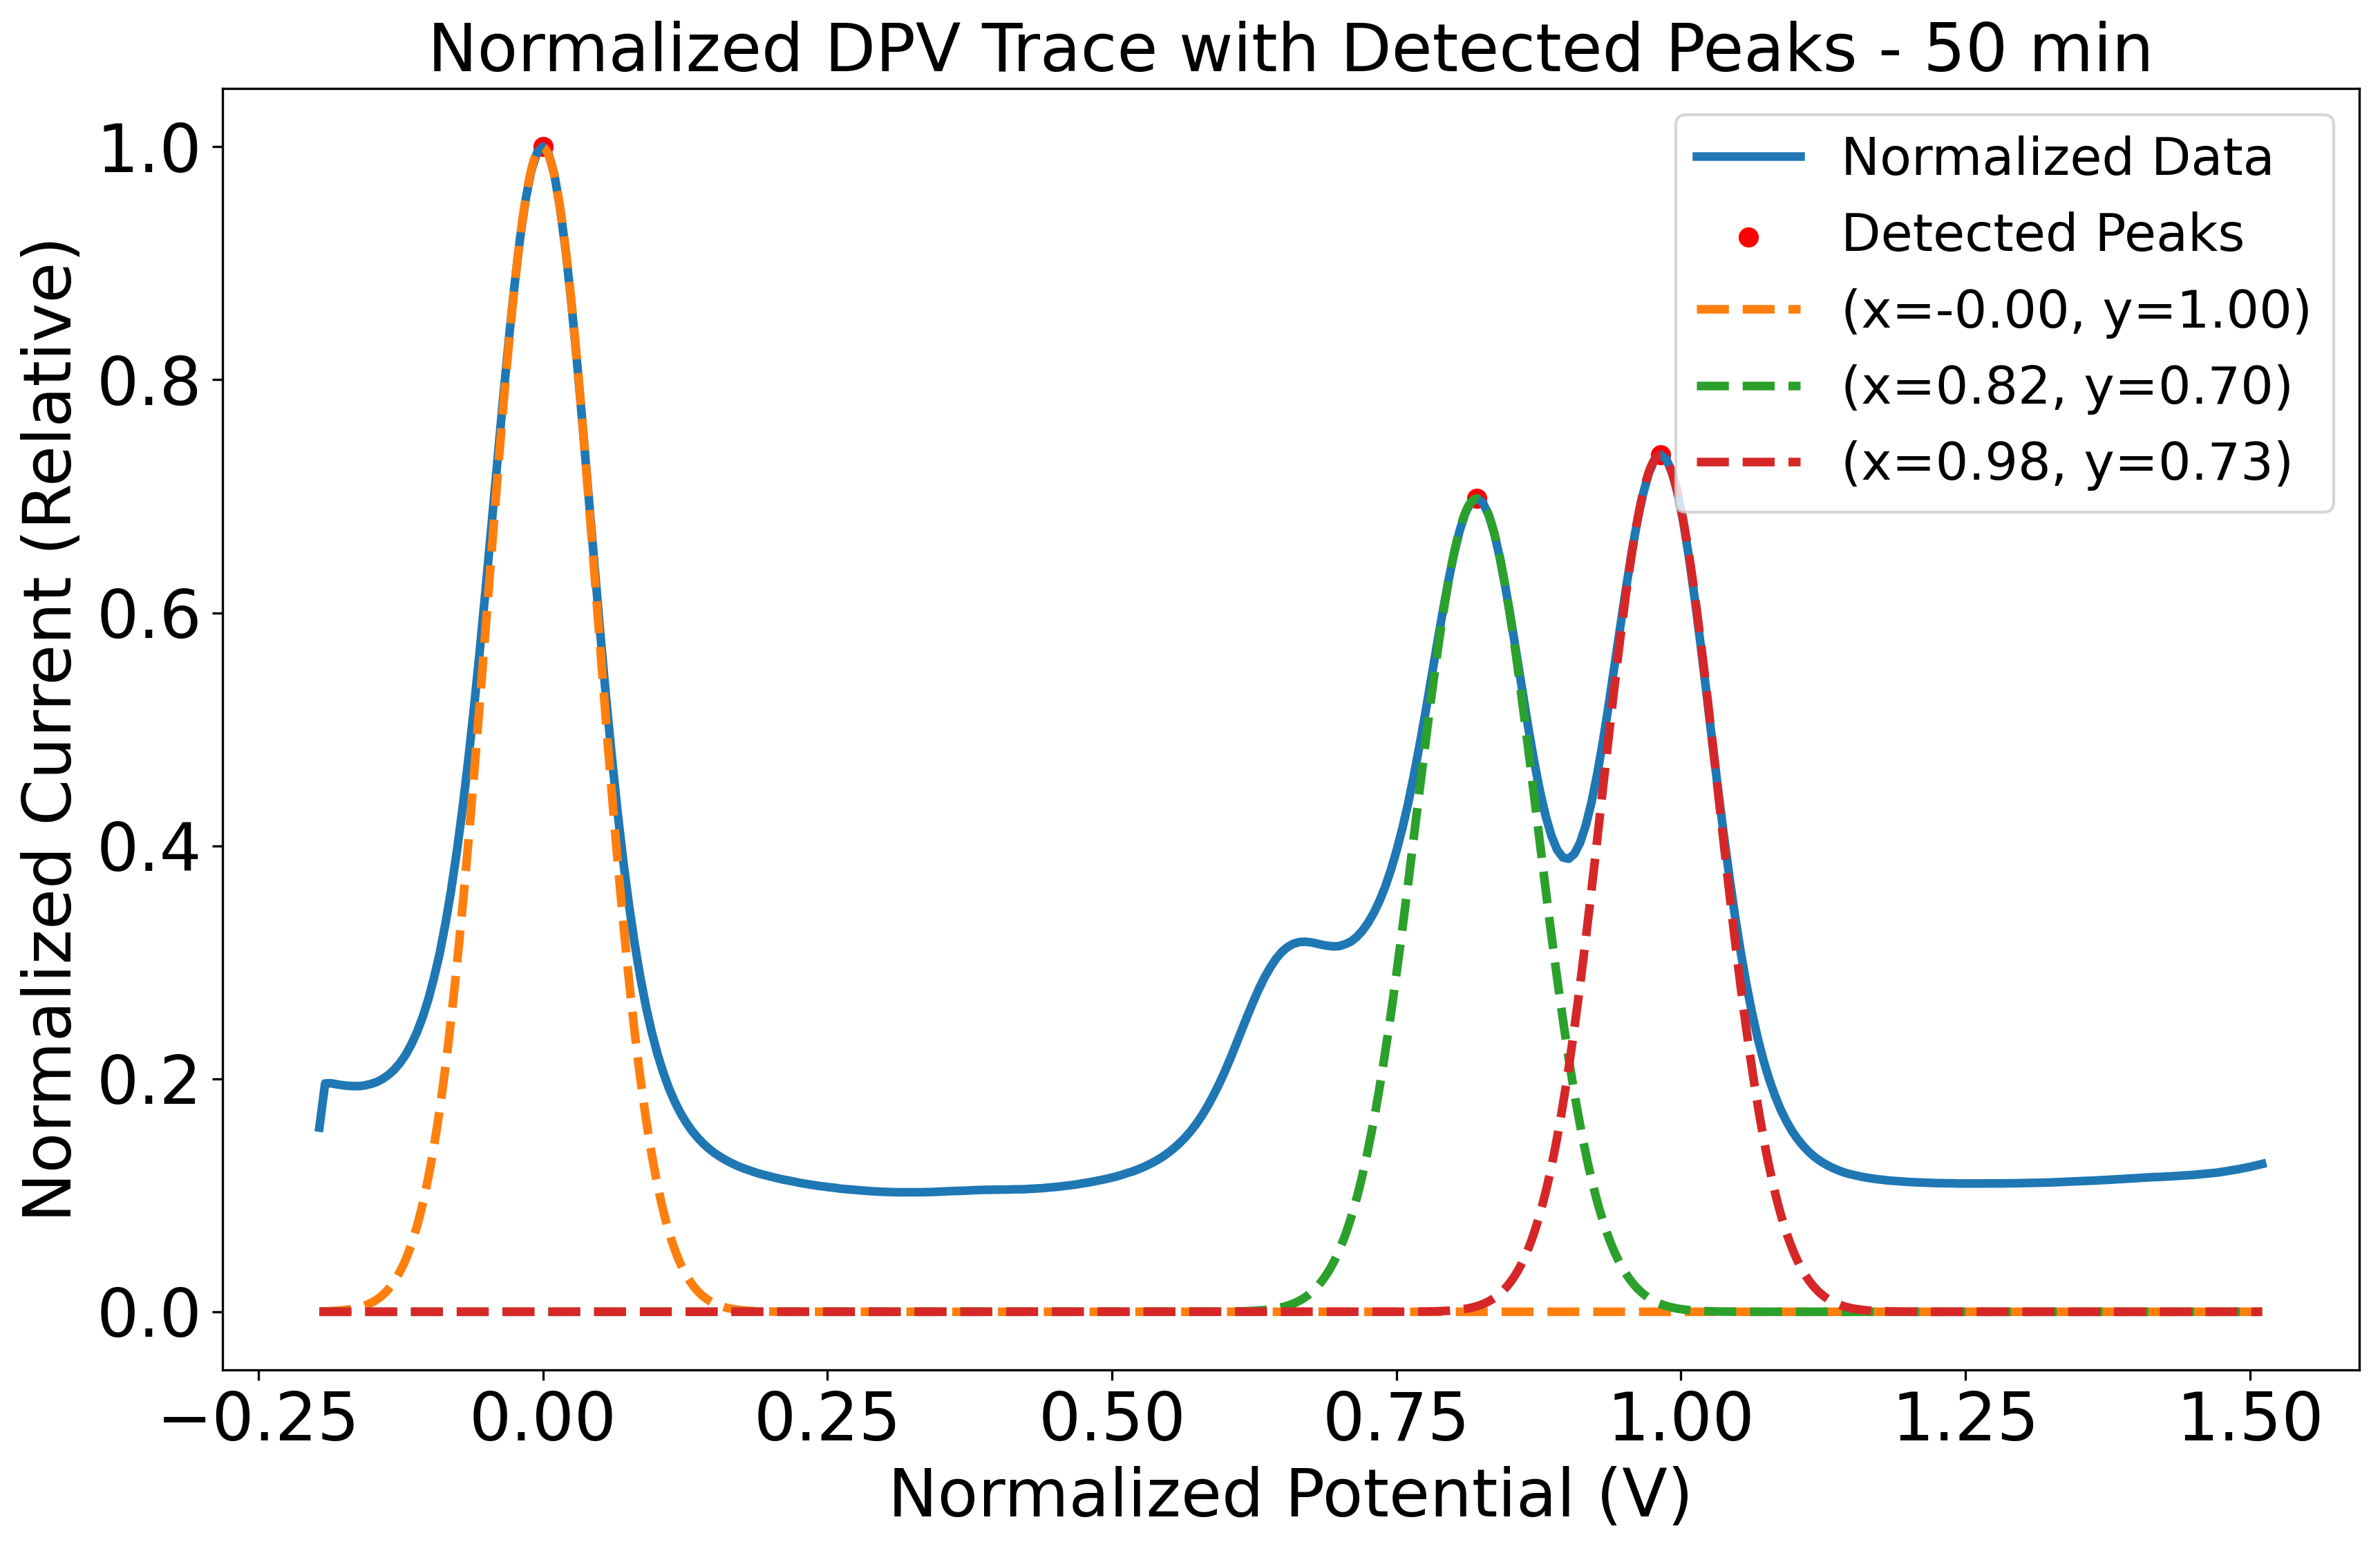 Normalized DPV Trace with Detected Peaks - 50 min
Normalized Current (Relative)
1.0
0.8
0.6
0.4
0.2
0.0
Normalized Data
Detected Peaks
(x=-0.00, y=1.00)
(x=0.82, y=0.70)
(x=0.98, y=0.73)
−0.25 0.00 0.25 0.50 0.75 1.00 1.25 1.50
Normalized Potential (V)